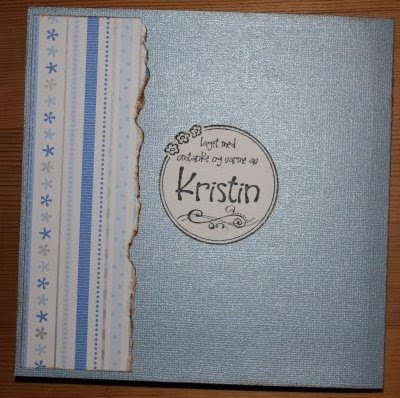 laget med
omtanke og varme av
Kristin